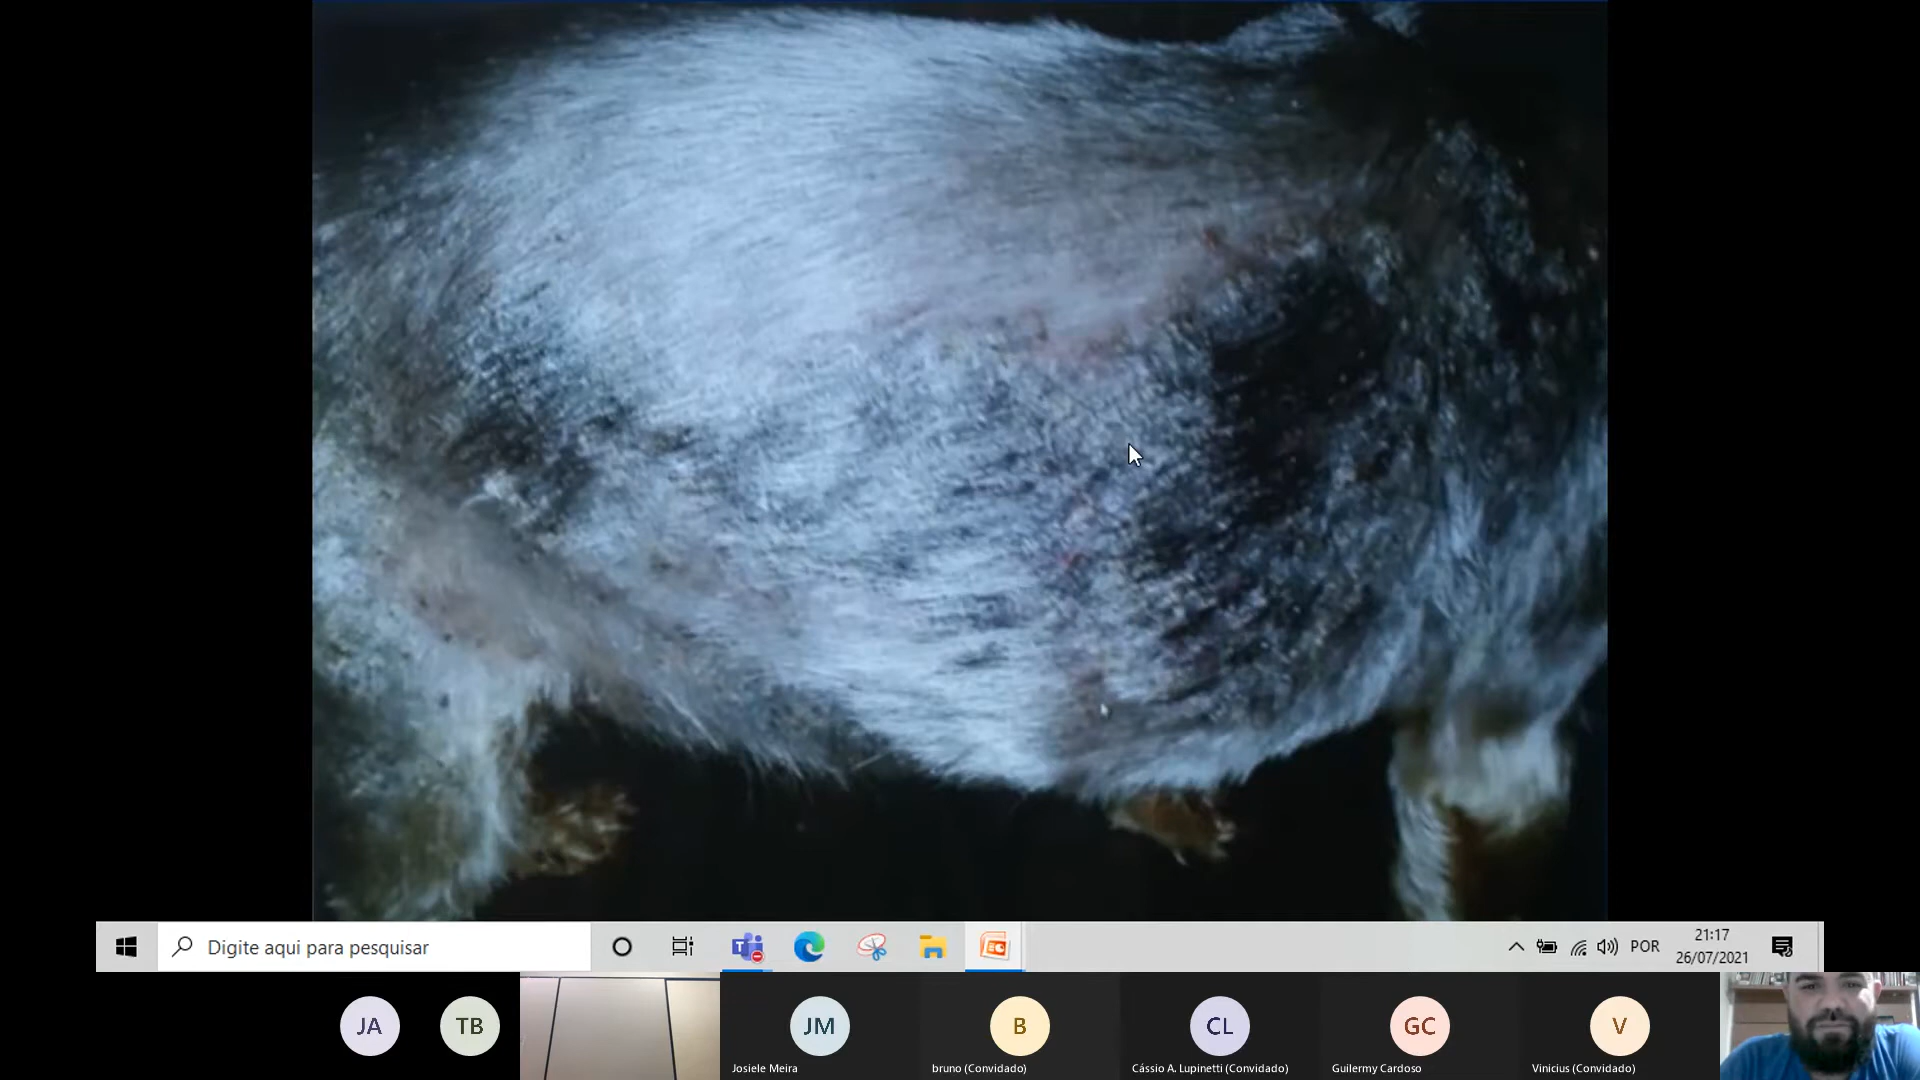 Digite aqui para pesquisar
POR
21:17
26/07/2021
JA
TB
JM
B
CL
GC
V
Josiele Meira
bruno (Convidado)
Cássio A. Lupinetti (Convidado)
Guilermy Cardoso
Vinicius (Convidado)